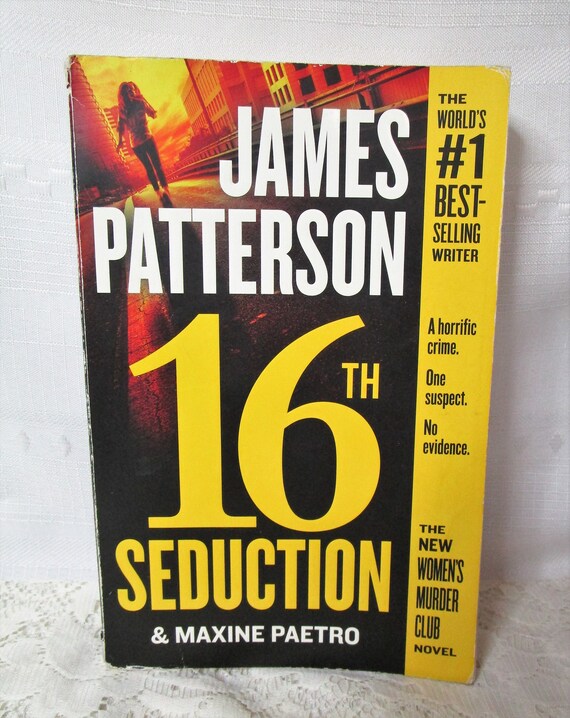 JAMES
PATTERSON
16TH
SEDUCTION
& MAXINE PAETRO
THE
WORLD'S
#1
BEST-
SELLING
WRITER
A horrific
crime.
One
suspect.
No
evidence.
THE
NEW
WOMEN'S
MURDER
CLUB
NOVEL